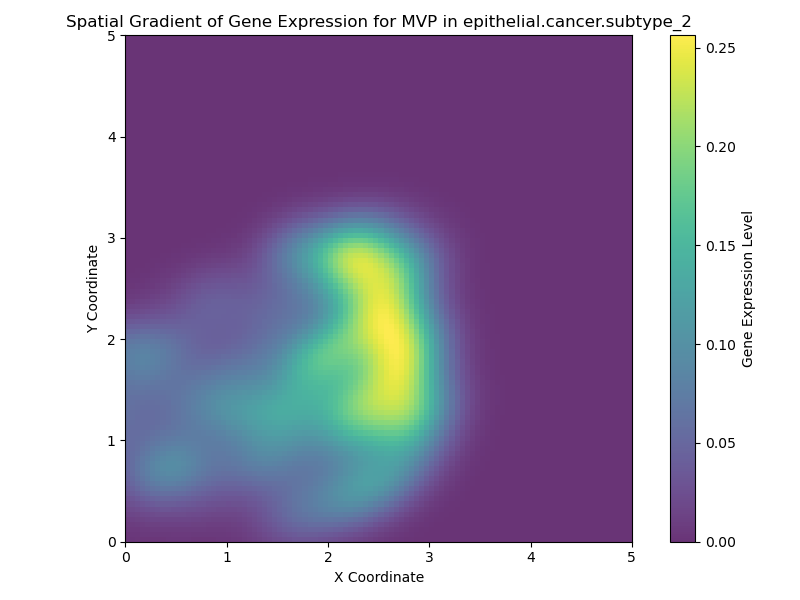 Spatial Gradient of Gene Expression for MVP in epithelial.cancer.subtype_2
5
4
3
2
1
0
Y Coordinate
0 1 2 3 4 5
X Coordinate
0.25
0.20
0.15
0.10
0.05
0.00
Gene Expression Level